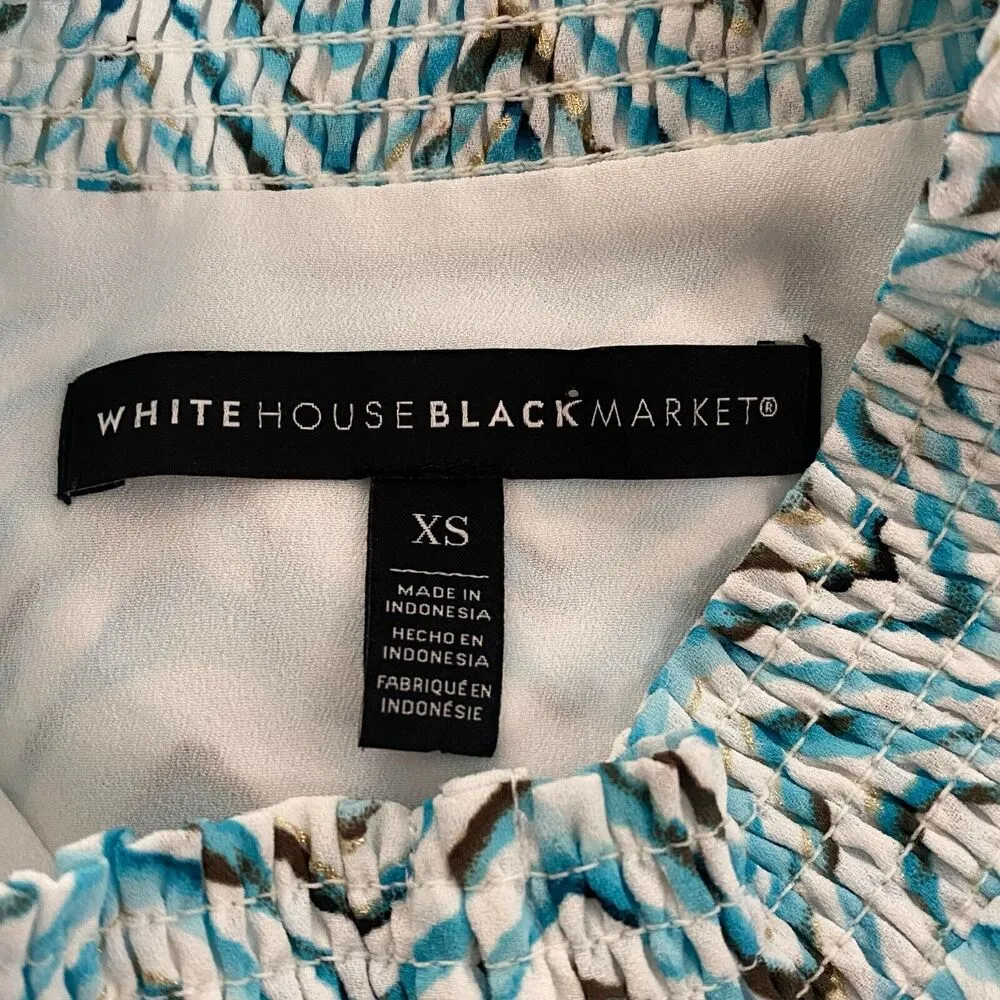 WHITE HOUSE BLACK MARKET®
XS
MADE IN
INDONESIA
HECHO EN
INDONESIA
FABRIQUÉ EN
INDONÉSIE